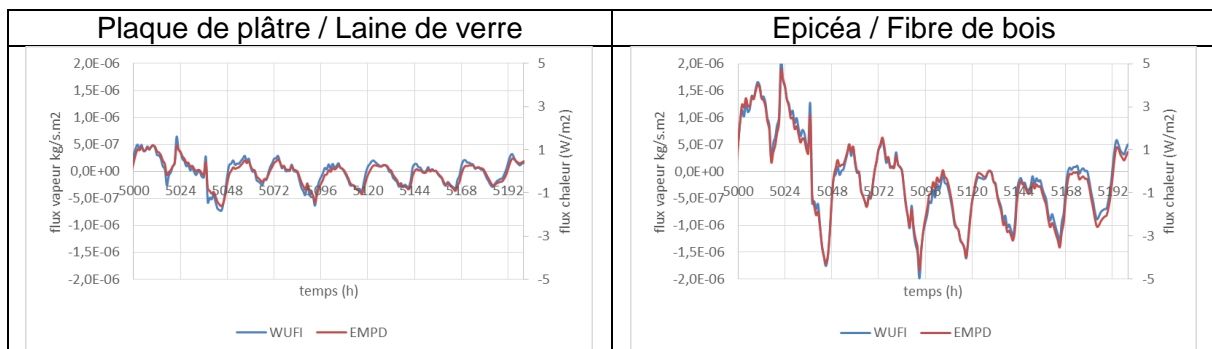 Plaque de plâtre / Laine de verre
2,0E-06
1,5E-06
1,0E-06
5,0E-07
0,0E+00
-5,0E-07
-1,0E-06
-1,5E-06
-2,0E-06
flux vapeur kg/s.m2
5000 5024 5048 5072 5096 5120 5144 5168 5192
5
3
1
-1
-3
-5
flux chaleur (W/m2)
temps (h)
WUFI EMPD
Epicéa / Fibre de bois
2,0E-06
1,5E-06
1,0E-06
5,0E-07
0,0E+00
-5,0E-07
-1,0E-06
-1,5E-06
-2,0E-06
flux vapeur kg/s.m2
5000 5024 5048 5072 5096 5120 5144 5168 5192
5
3
1
-1
-3
-5
flux chaleur (W/m2)
temps (h)
WUFI EMPD